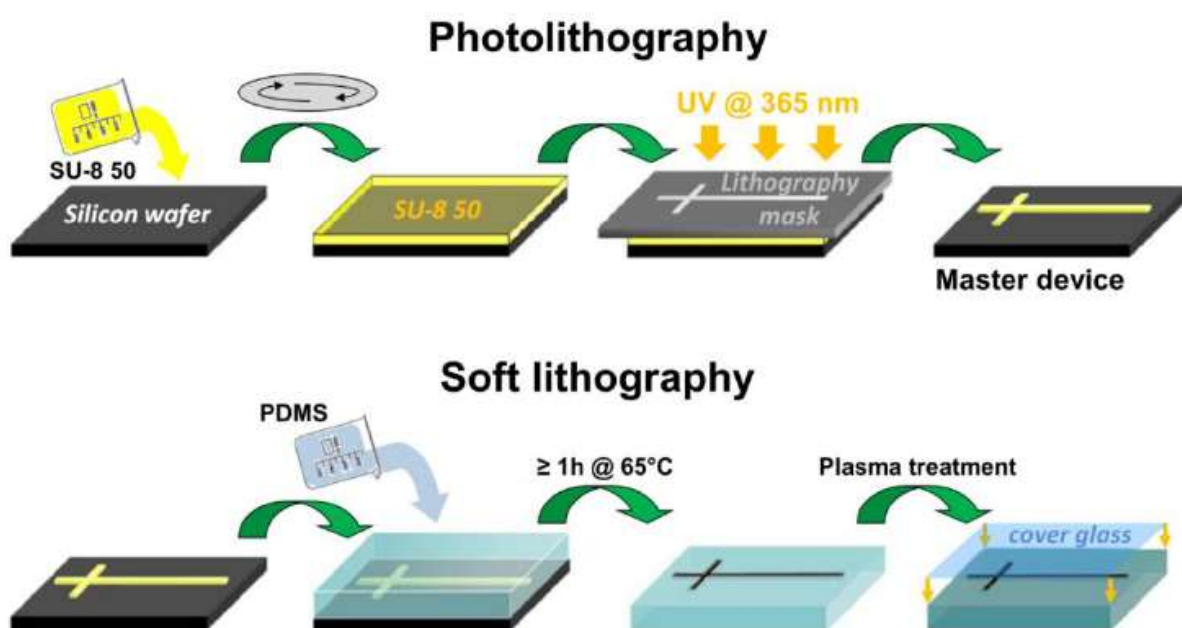 Photolithography
SU-8 50
Silicon wafer
SU-8 50
UV @ 365 nm
Lithography
mask
Master device
Soft lithography
PDMS
≥ 1h @ 65°C
Plasma treatment
cover glass